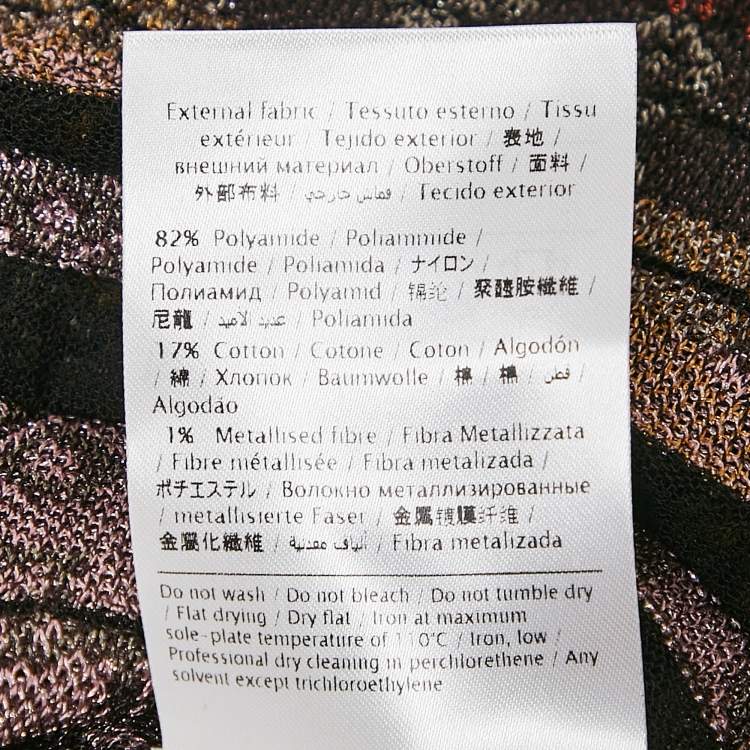 External fabric / Tessuto esterno / Tissu
extérieur / Tejido exterior / 表地 /
внешний материал / Oberstoff / 面料 /
外部布料 / قماش خارجي / Tecido exterior
82% Polyamide / Poliammide /
Polyamide / Poliamida / ナイロン /
Полиамид / Polyamid / 锦纶 / 聚醯胺纖維 /
尼龍 / عديد الاميد / Poliamida
17% Cotton / Cotone / Coton / Algodón
/ 綿 / Хлопок / Baumwolle / 棉 / 棉 / قطن /
Algodão
1% Metallised fibre / Fibra Metallizzata
/ Fibre métallisée / Fibra metalizada /
ポチエステル / Волокно металлизированные
/ metallisierte Faser / 金屬镀膜纤维 /
金屬化纖維 / ألياف معدنية / Fibra metalizada
Do not wash / Do not bleach / Do not tumble dry
/ Flat drying / Dry flat / Iron at maximum
sole-plate temperature of 110°C / Iron, low /
Professional dry cleaning in perchlorethene / Any
solvent except trichloroethylene